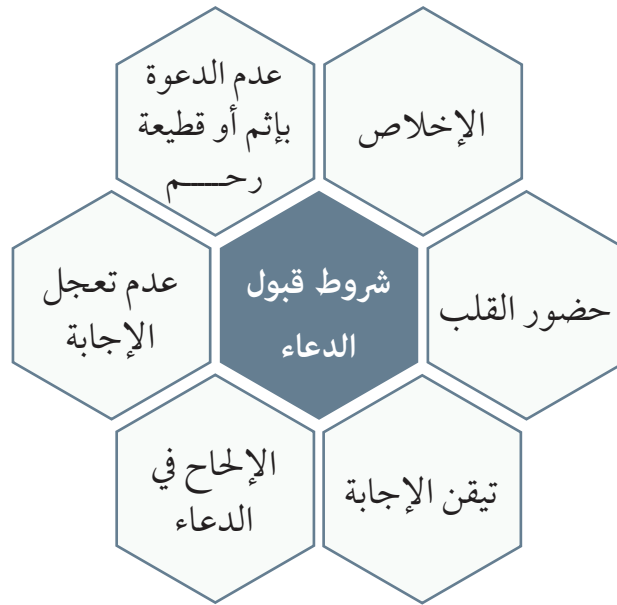 شروط قبول
الدعاء
الإخلاص
حضور القلب
تيقن الإجابة
الإلحاح في
الدعاء
عدم تعجل
الإجابة
عدم الدعوة
بإثم أو قطيعة
رحــــم